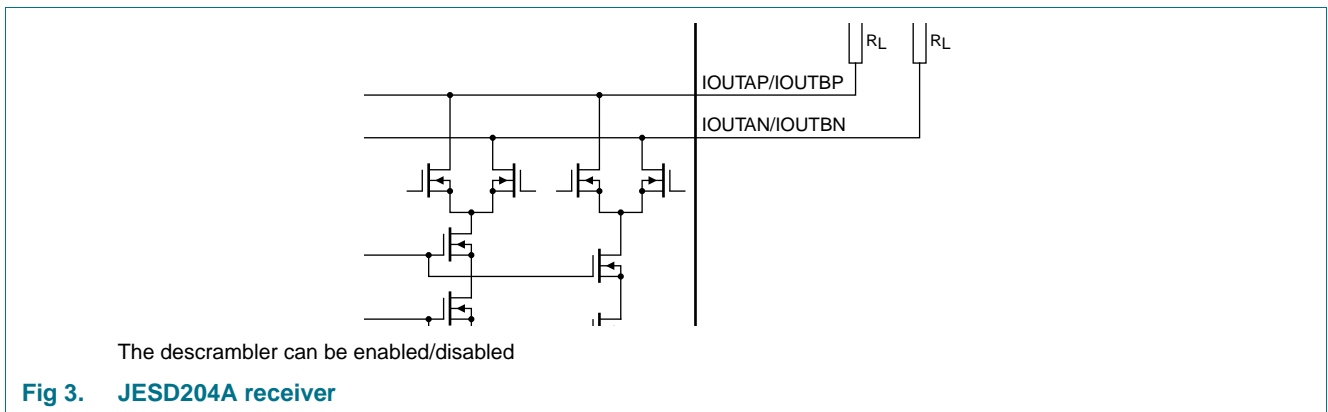 RL RL
IOUTAP/IOUTBP
IOUTAN/IOUTBN
The descrambler can be enabled/disabled
Fig 3. JESD204A receiver